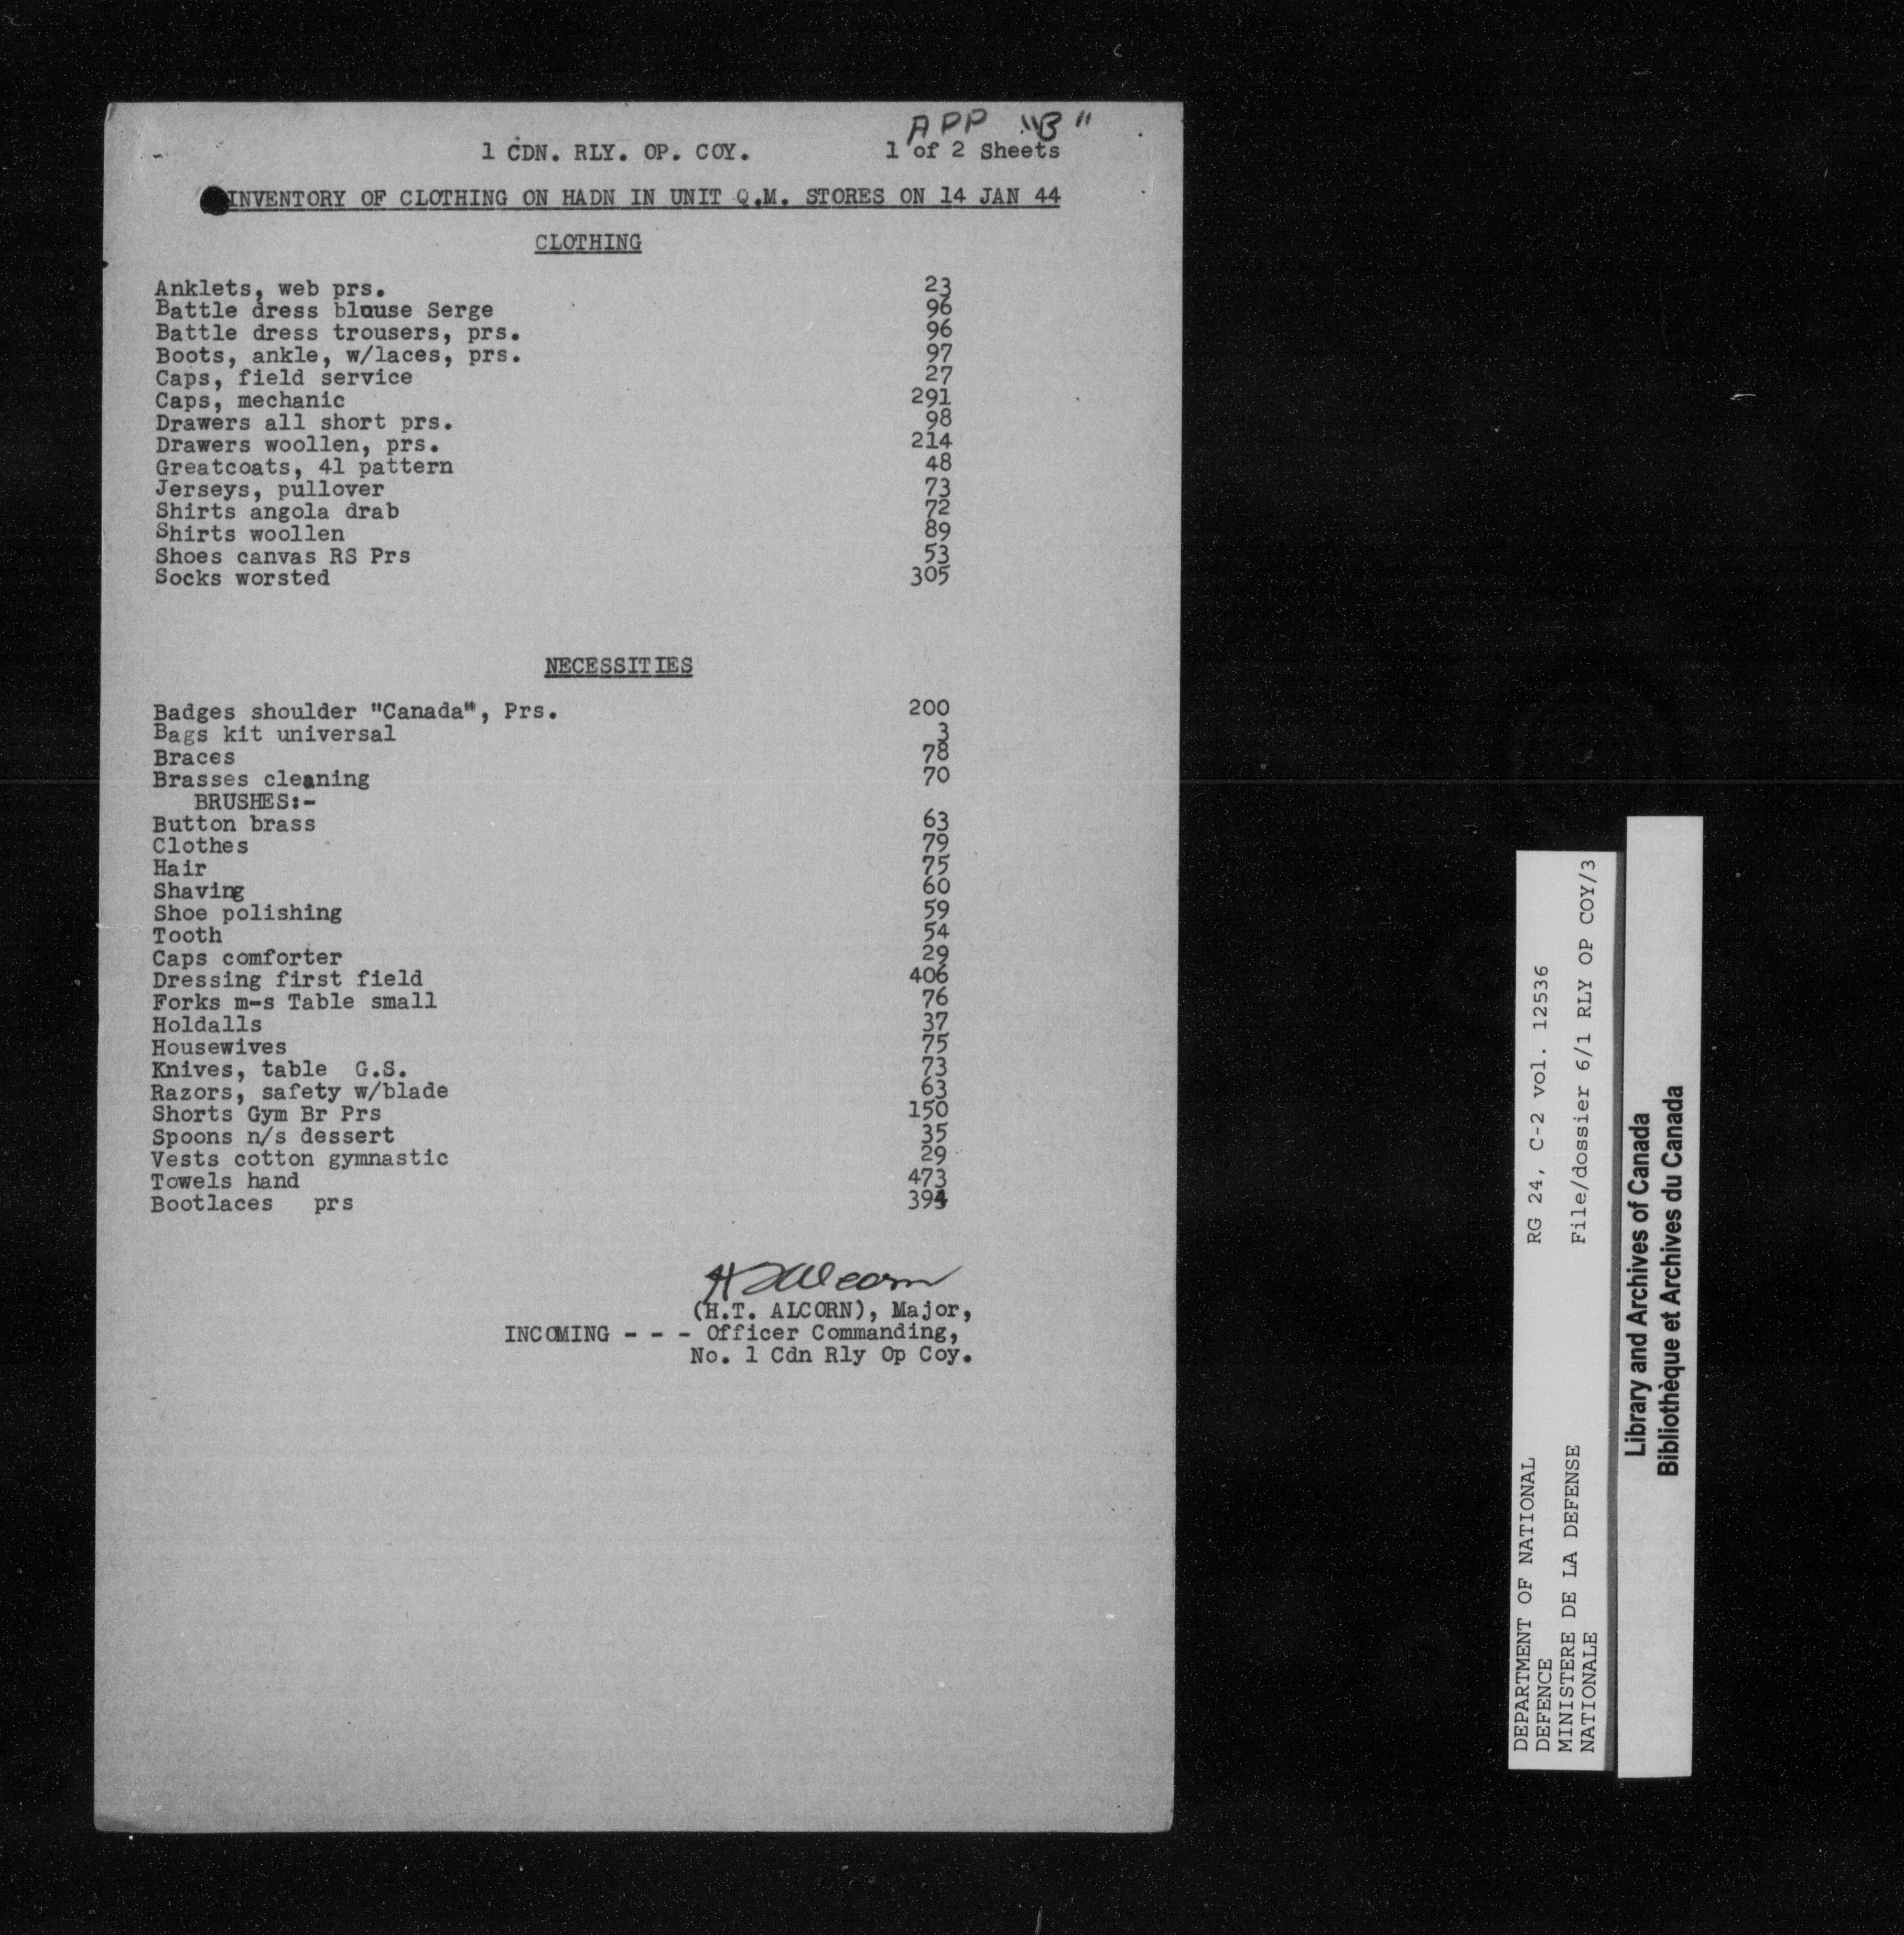 APP "B"
1 CDN. RLY. OP. COY. 1 of 2 Sheets
INVENTORY OF CLOTHING ON HADN IN UNIT Q.M. STORES ON 14 JAN 44
CLOTHING
Anklets, web prs. 23
Battle dress blouse Serge 96
Battle dress trousers, prs. 96
Boots, ankle, w/laces, prs. 97
Caps, field service 27
Caps, mechanic 291
Drawers all short prs. 98
Drawers woollen, prs. 214
Greatcoats, 41 pattern 48
Jerseys, pullover 73
Shirts angola drab 72
Shirts woollen 89
Shoes canvas RS Prs 53
Socks worsted 305
NECESSITIES
Badges shoulder "Canada", Prs. 200
Bags kit universal 3
Braces 78
Brasses cleaning 70
BRUSHES:-
Button brass 63
Clothes 79
Hair 75
Shaving 60
Shoe polishing 59
Tooth 54
Caps comforter 29
Dressing first field 406
Forks m-s Table small 76
Holdalls 37
Housewives 75
Knives, table G.S. 73
Razors, safety w/blade 63
Shorts Gym Br Prs 150
Spoons n/s dessert 35
Vests cotton gymnastic 29
Towels hand 473
Bootlaces prs
H T Alcorn
(H.T. ALCORN), Major,
INCOMING - - - Officer Commanding,
No. 1 Cdn Rly Op Coy.
DEPARTMENT OF NATIONAL RG 24, C-2 vol. 12536
DEFENCE
MINISTERE DE LA DEFENSE File/dossier 6/1 RLY OP COY/3
NATIONALE
Library and Archives of Canada
Bibliothèque et Archives du Canada